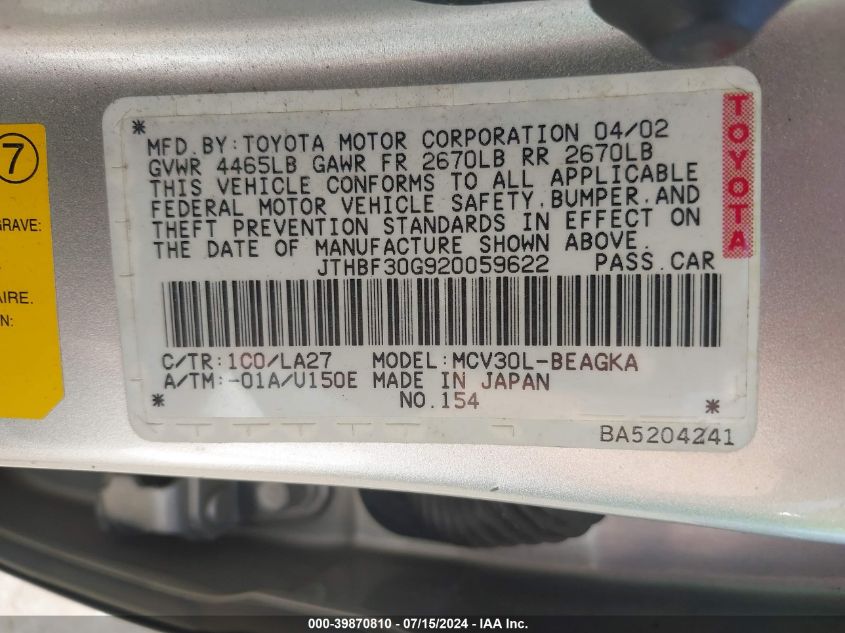 7
GRAVE:
AIRE.
N:
* MFD.BY:TOYOTA MOTOR CORPORATION 04/02
GVWR 4465LB GAWR FR 2670LB RR 2670LB
THIS VEHICLE CONFORMS TO ALL APPLICABLE
FEDERAL MOTOR VEHICLE SAFETY,BUMPER,AND
THEFT PREVENTION STANDARDS IN EFFECT ON
THE DATE OF MANUFACTURE SHOWN ABOVE.
JTHBF30G920059622 PASS.CAR
C/TR:1C0/LA27 MODEL:MCV30L-BEAGKA
A/TM:-01A/U150E MADE IN JAPAN
* NO.154 *
BA5204241
TOYOTA
000-39870810 - 07/15/2024 - IAA Inc.